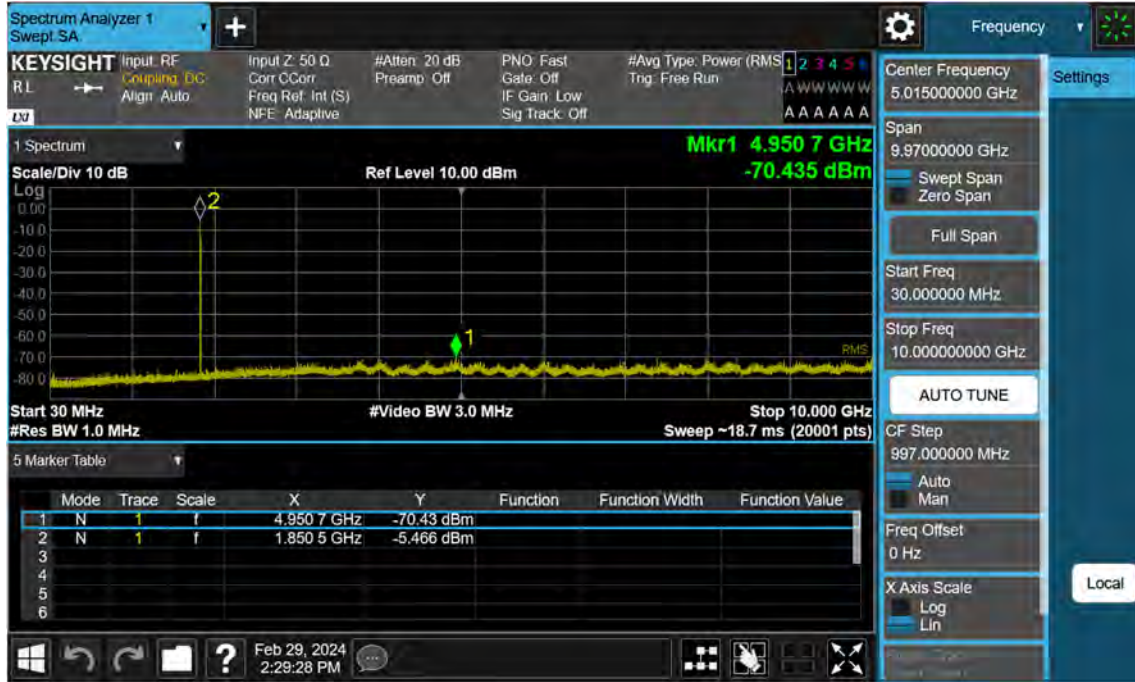 Spectrum Analyzer 1
Swept SA
+
Frequency
KEYSIGHT
RL
LXI
Input: RF
Coupling: DC
Align: Auto
Input Z: 50 Ω
Corr CCorr
Freq Ref: Int (S)
NFE: Adaptive
#Atten: 20 dB
Preamp: Off
PNO: Fast
Gate: Off
IF Gain: Low
Sig Track: Off
#Avg Type: Power (RMS
Trig: Free Run
1 2 3 4 5 6
A W W W W W
A A A A A A
Center Frequency
5.015000000 GHz
Settings
1 Spectrum
Mkr1 4.950 7 GHz
Scale/Div 10 dB
Ref Level 10.00 dBm
-70.435 dBm
Log
0.00
-10.0
-20.0
-30.0
-40.0
-50.0
-60.0
-70.0
-80.0
2
1
RMS
Start 30 MHz
#Video BW 3.0 MHz
Stop 10.000 GHz
#Res BW 1.0 MHz
Sweep ~18.7 ms (20001 pts)
Span
9.97000000 GHz
Swept Span
Zero Span
Full Span
Start Freq
30.000000 MHz
Stop Freq
10.000000000 GHz
AUTO TUNE
CF Step
997.000000 MHz
Auto
Man
Freq Offset
0 Hz
X Axis Scale
Log
Lin
Local
5 Marker Table
Mode Trace Scale X Y Function Function Width Function Value
1 N 1 f 4.950 7 GHz -70.43 dBm
2 N 1 f 1.850 5 GHz -5.466 dBm
3
4
5
6
?
Feb 29, 2024
2:29:28 PM